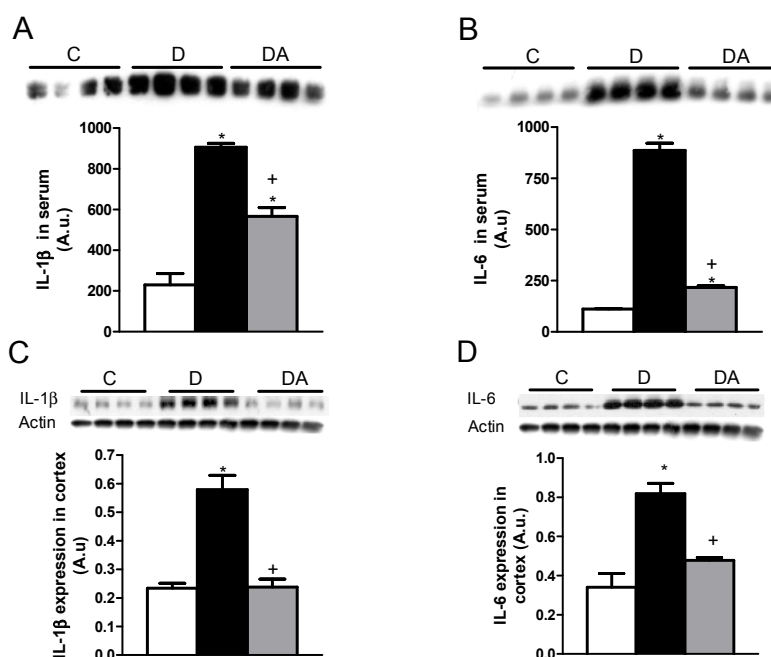 A
C D DA
1000
800
600
400
200
0
IL-1β in serum
(A.u.)
*
+
*
B
C D DA
1000
750
500
250
0
IL-6 in serum
(A.u)
*
+
*
C
C D DA
IL-1β
Actin
0.7
0.6
0.5
0.4
0.3
0.2
0.1
0.0
IL-1β expression in cortex
(A.u)
*
+
D
C D DA
IL-6
Actin
1.0
0.8
0.6
0.4
0.2
0.0
IL-6 expression in
cortex (A.u.)
*
+